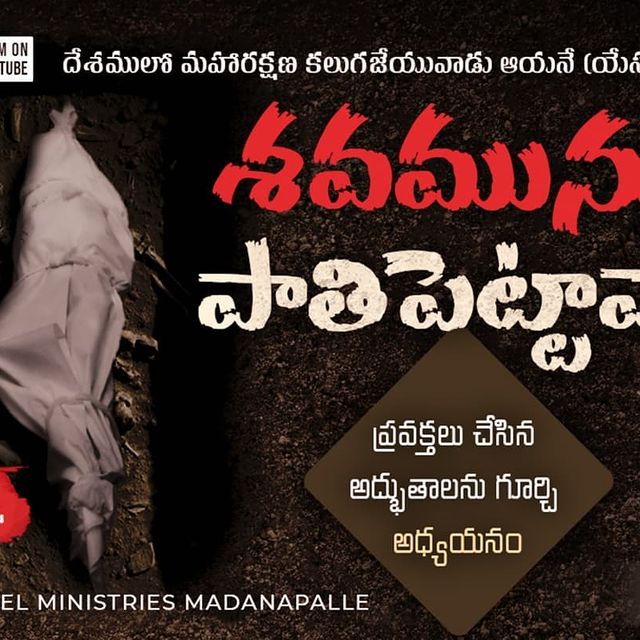 M ON
TUBE
దేశములో మహారక్షణ కలుగజేయువాడు ఆయనే (యేసు
శవమును
పాతిపెట్టావా
ప్రవక్తలు చేసిన
అద్భుతాలను గూర్చి
అధ్యయనం
EL MINISTRIES MADANAPALLE